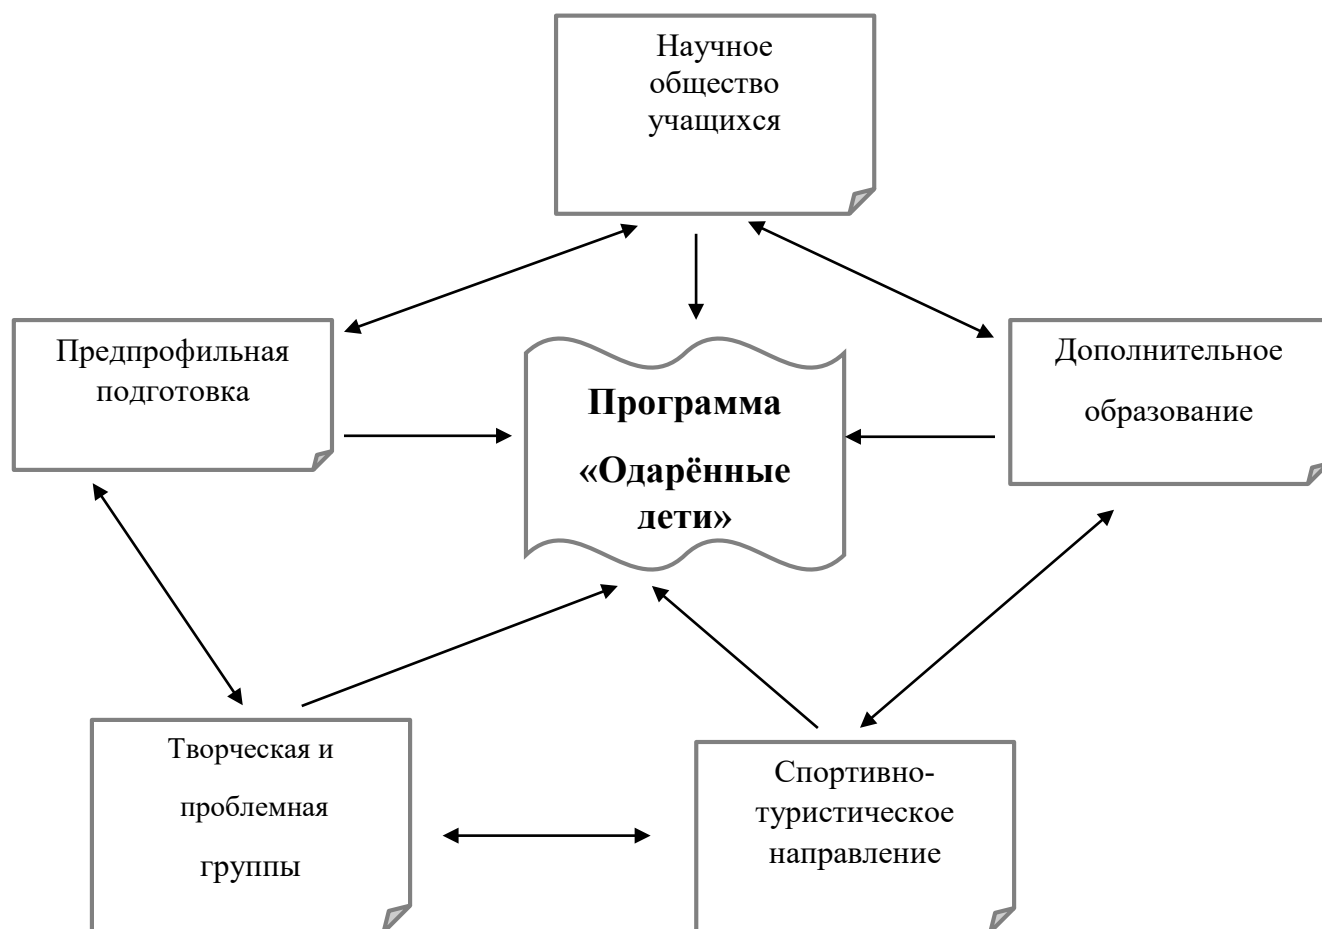 Научное
общество
учащихся
Предпрофильная
подготовка
Дополнительное
образование
Программа
«Одарённые
дети»
Творческая и
проблемная
группы
Спортивно-
туристическое
направление